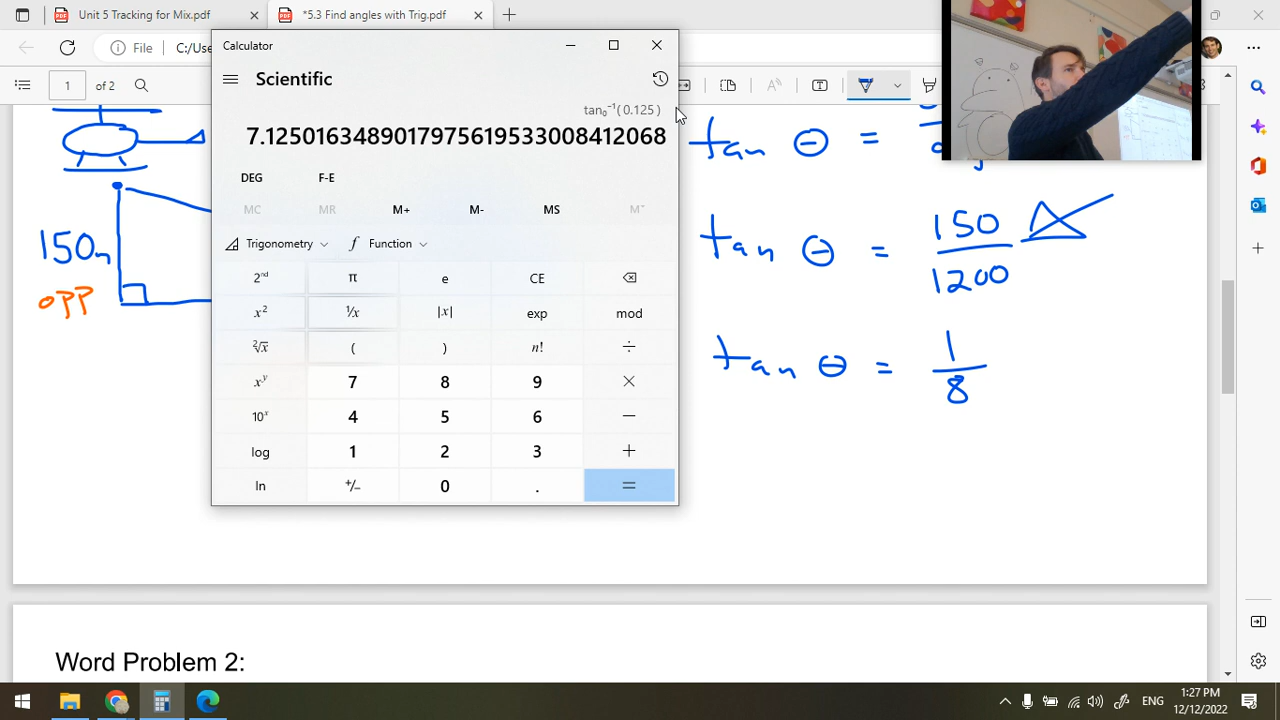 Unit 5 Tracking for Mix.pdf
*5.3 Find angles with Trig.pdf
File
C:/Use
1
of 2
Calculator
Scientific
tan₀⁻¹(0.125)
7.1250163489017975619533008412068
DEG
F-E
MC
MR
M+
M-
MS
M˅
Trigonometry
Function
2ⁿᵈ
π
e
CE
x²
¹/x
|x|
exp
mod
²√x
(
)
n!
÷
xʸ
7
8
9
×
10ˣ
4
5
6
−
log
1
2
3
+
ln
+/−
0
.
=
150m
opp
tan θ =
tan θ = 150/1200
tan θ = 1/8
Word Problem 2:
ENG
1:27 PM
12/12/2022